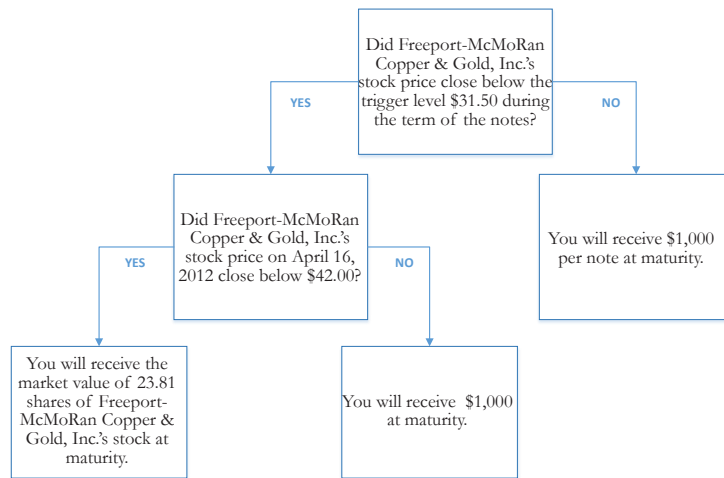 Did Freeport-McMoRan
Copper & Gold, Inc.'s
stock price close below the
trigger level $31.50 during
the term of the notes?
YES
NO
Did Freeport-McMoRan
Copper & Gold, Inc.'s
stock price on April 16,
2012 close below $42.00?
You will receive $1,000
per note at maturity.
YES
NO
You will receive the
market value of 23.81
shares of Freeport-
McMoRan Copper &
Gold, Inc.'s stock at
maturity.
You will receive $1,000
at maturity.